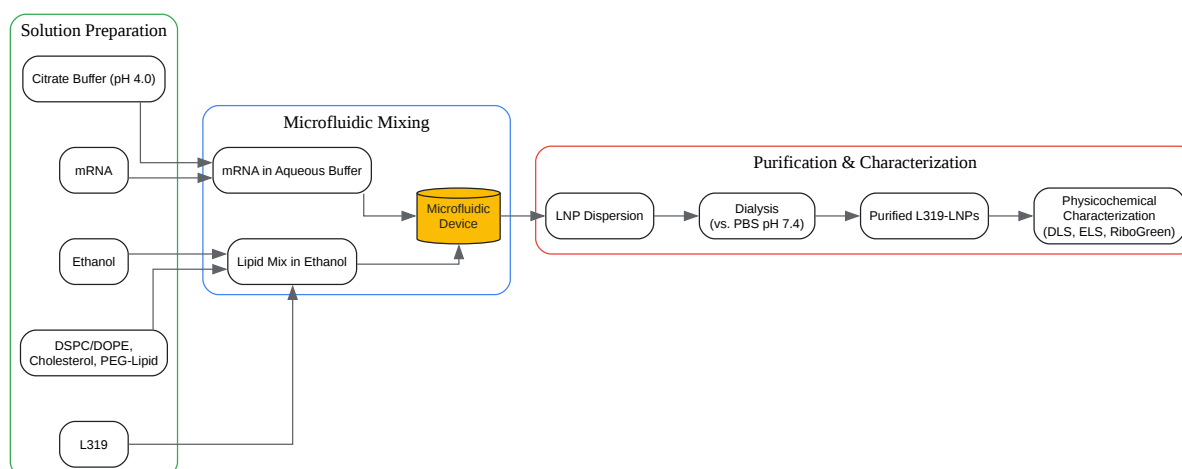 Solution Preparation
Citrate Buffer (pH 4.0)
mRNA
Ethanol
DSPC/DOPE,
Cholesterol, PEG-Lipid
L319
Microfluidic Mixing
mRNA in Aqueous Buffer
Lipid Mix in Ethanol
Microfluidic
Device
Purification & Characterization
LNP Dispersion
Dialysis
(vs. PBS pH 7.4)
Purified L319-LNPs
Physicochemical
Characterization
(DLS, ELS, RiboGreen)